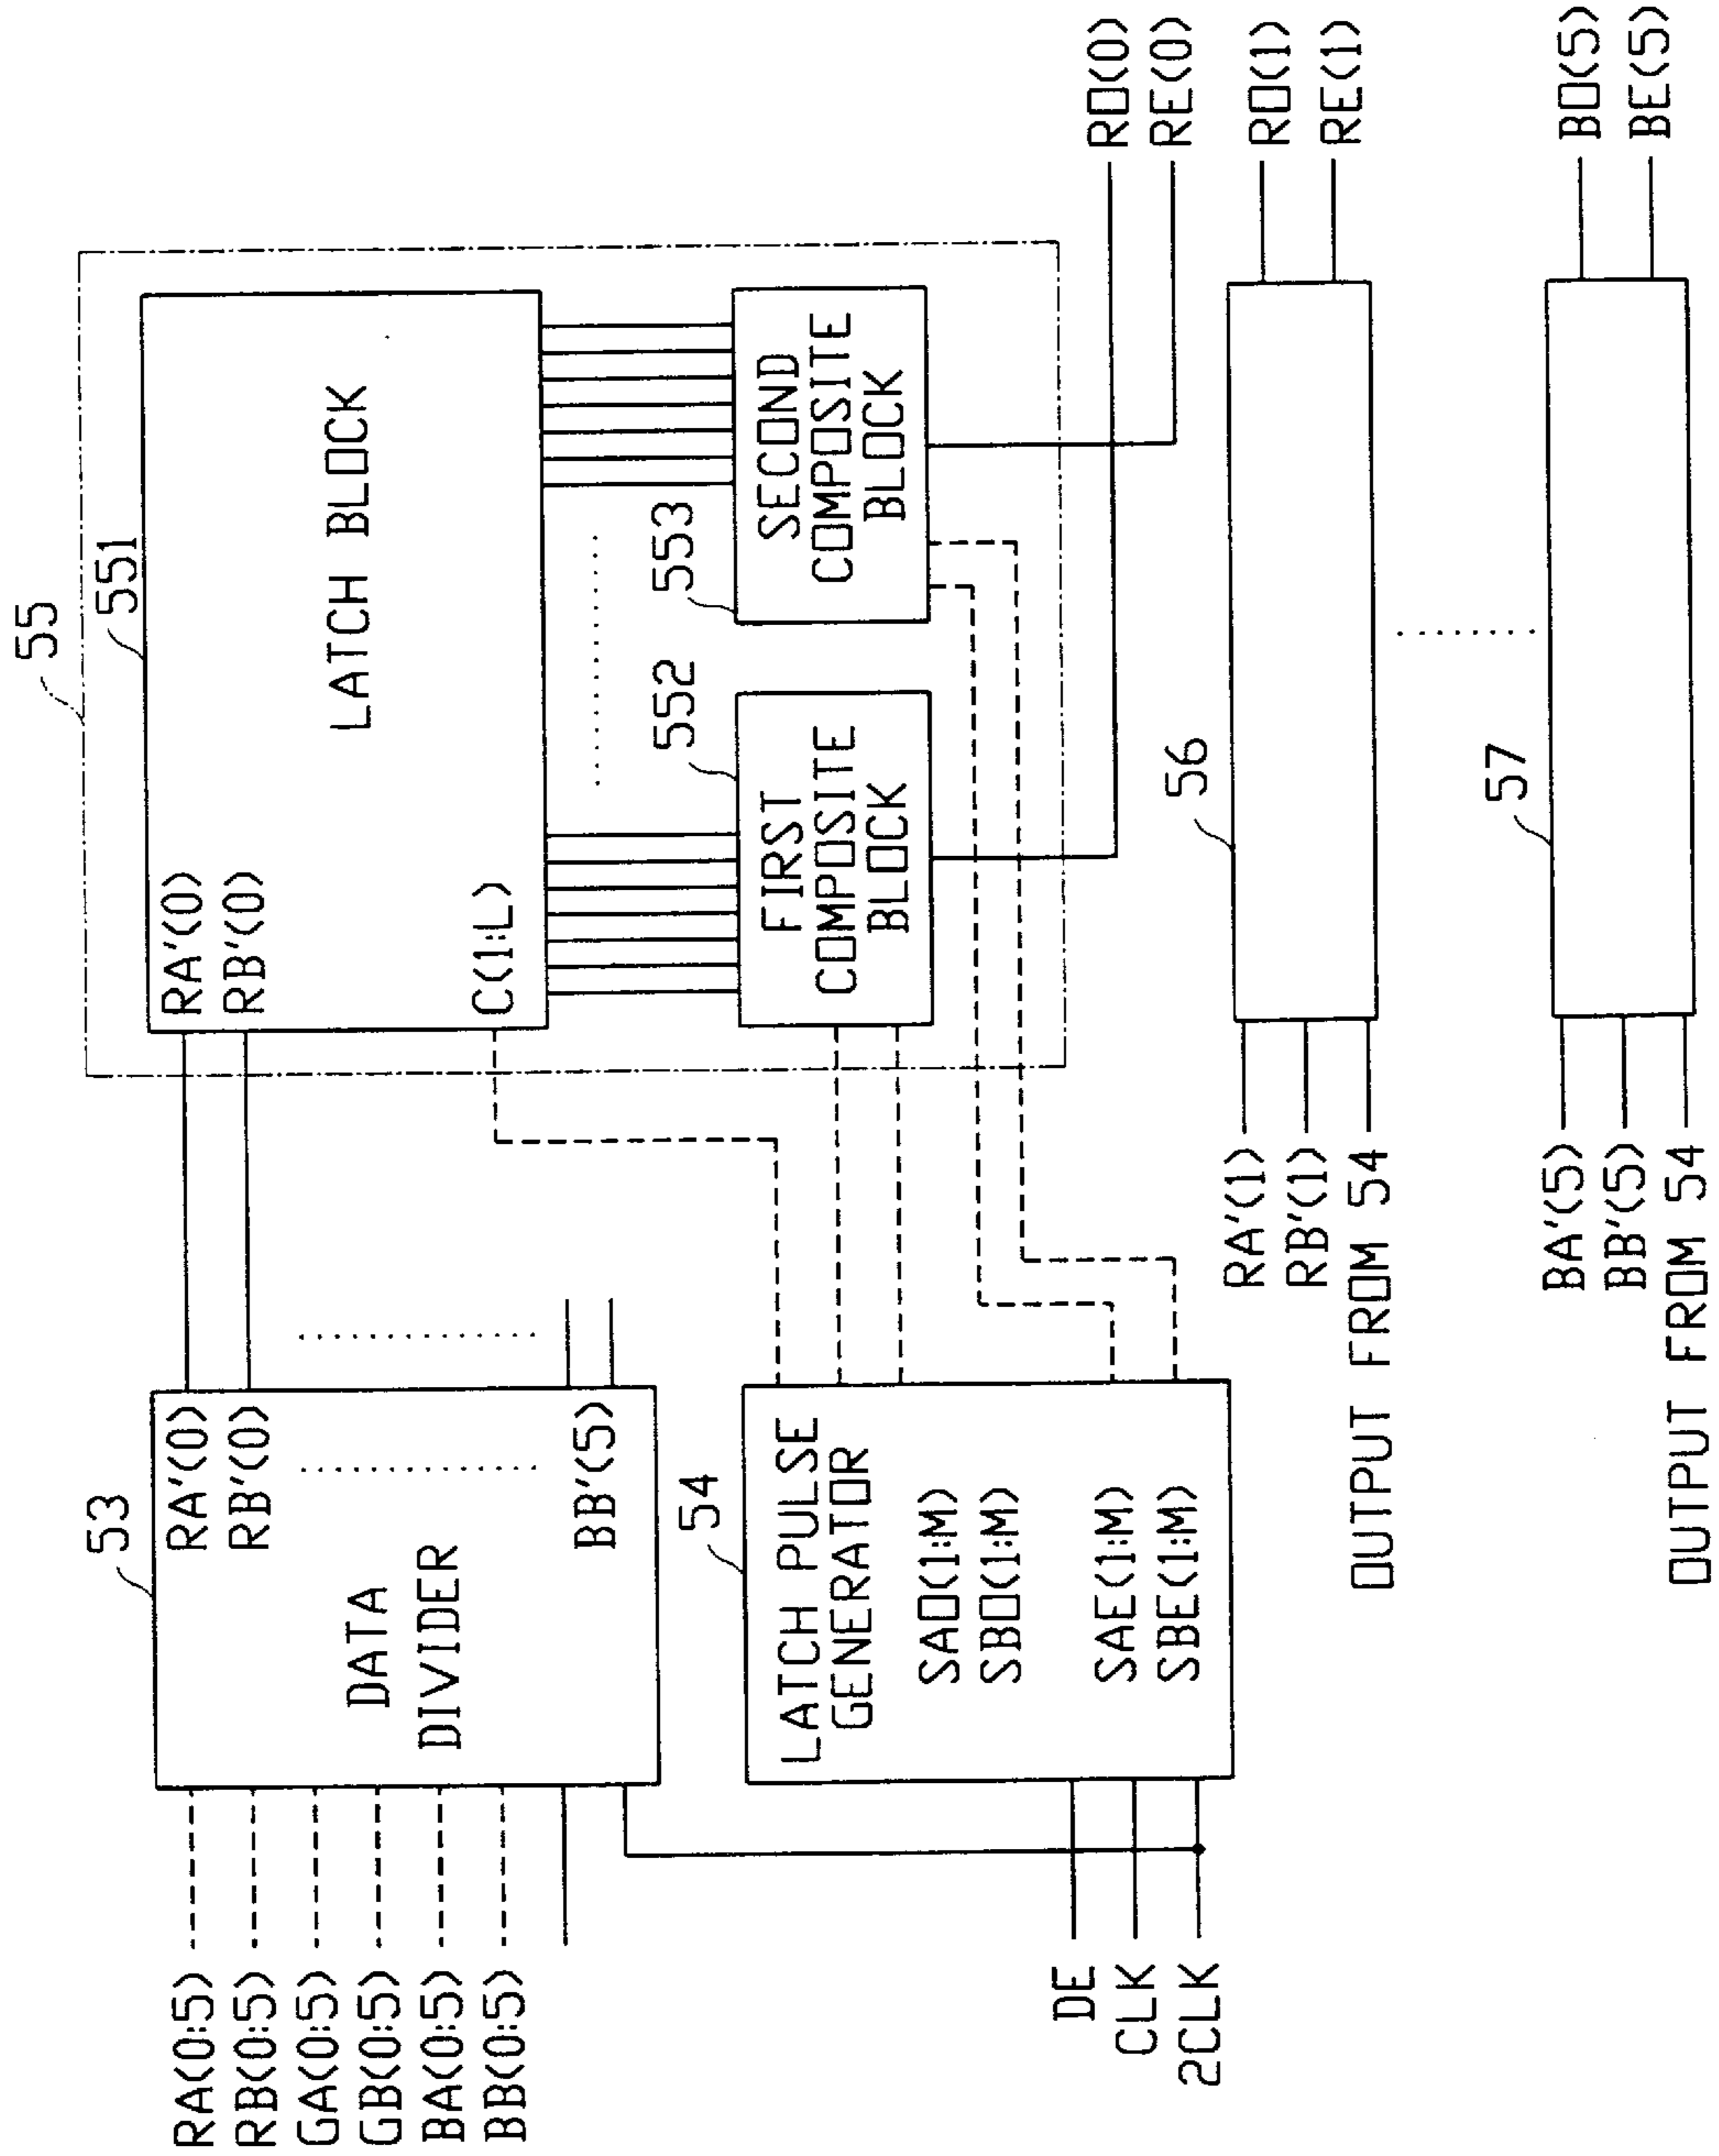 RA(0:5)
RB(0:5)
GA(0:5)
GB(0:5)
BA(0:5)
BB(0:5)
53
DATA
DIVIDER
RA'(0)
RB'(0)
BB'(5)
DE
CLK
2CLK
54
LATCH PULSE
GENERATOR
SAO(1:M)
SBO(1:M)
SAE(1:M)
SBE(1:M)
55
551
RA'(0)
RB'(0)
C(1:L)
LATCH BLOCK
552
FIRST
COMPOSITE
BLOCK
553
SECOND
COMPOSITE
BLOCK
RO(0)
RE(0)
RA'(1)
RB'(1)
OUTPUT FROM 54
56
RO(1)
RE(1)
BA'(5)
BB'(5)
OUTPUT FROM 54
57
BO(5)
BE(5)